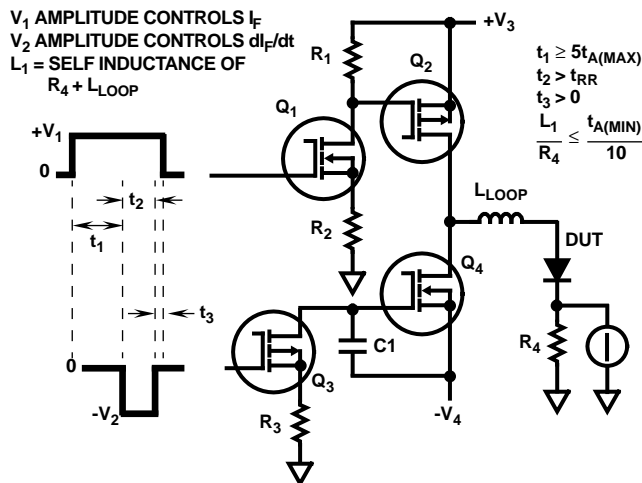 V1 AMPLITUDE CONTROLS IF
V2 AMPLITUDE CONTROLS dIF/dt
L1 = SELF INDUCTANCE OF
R4 + LLOOP
+V3
R1
Q2
t1 ≥ 5tA(MAX)
t2 > tRR
t3 > 0
L1/R4 ≤ tA(MIN)/10
Q1
+V1
0
t2
t1
R2
LLOOP
DUT
Q4
t3
0
C1
R4
Q3
-V2
R3
-V4